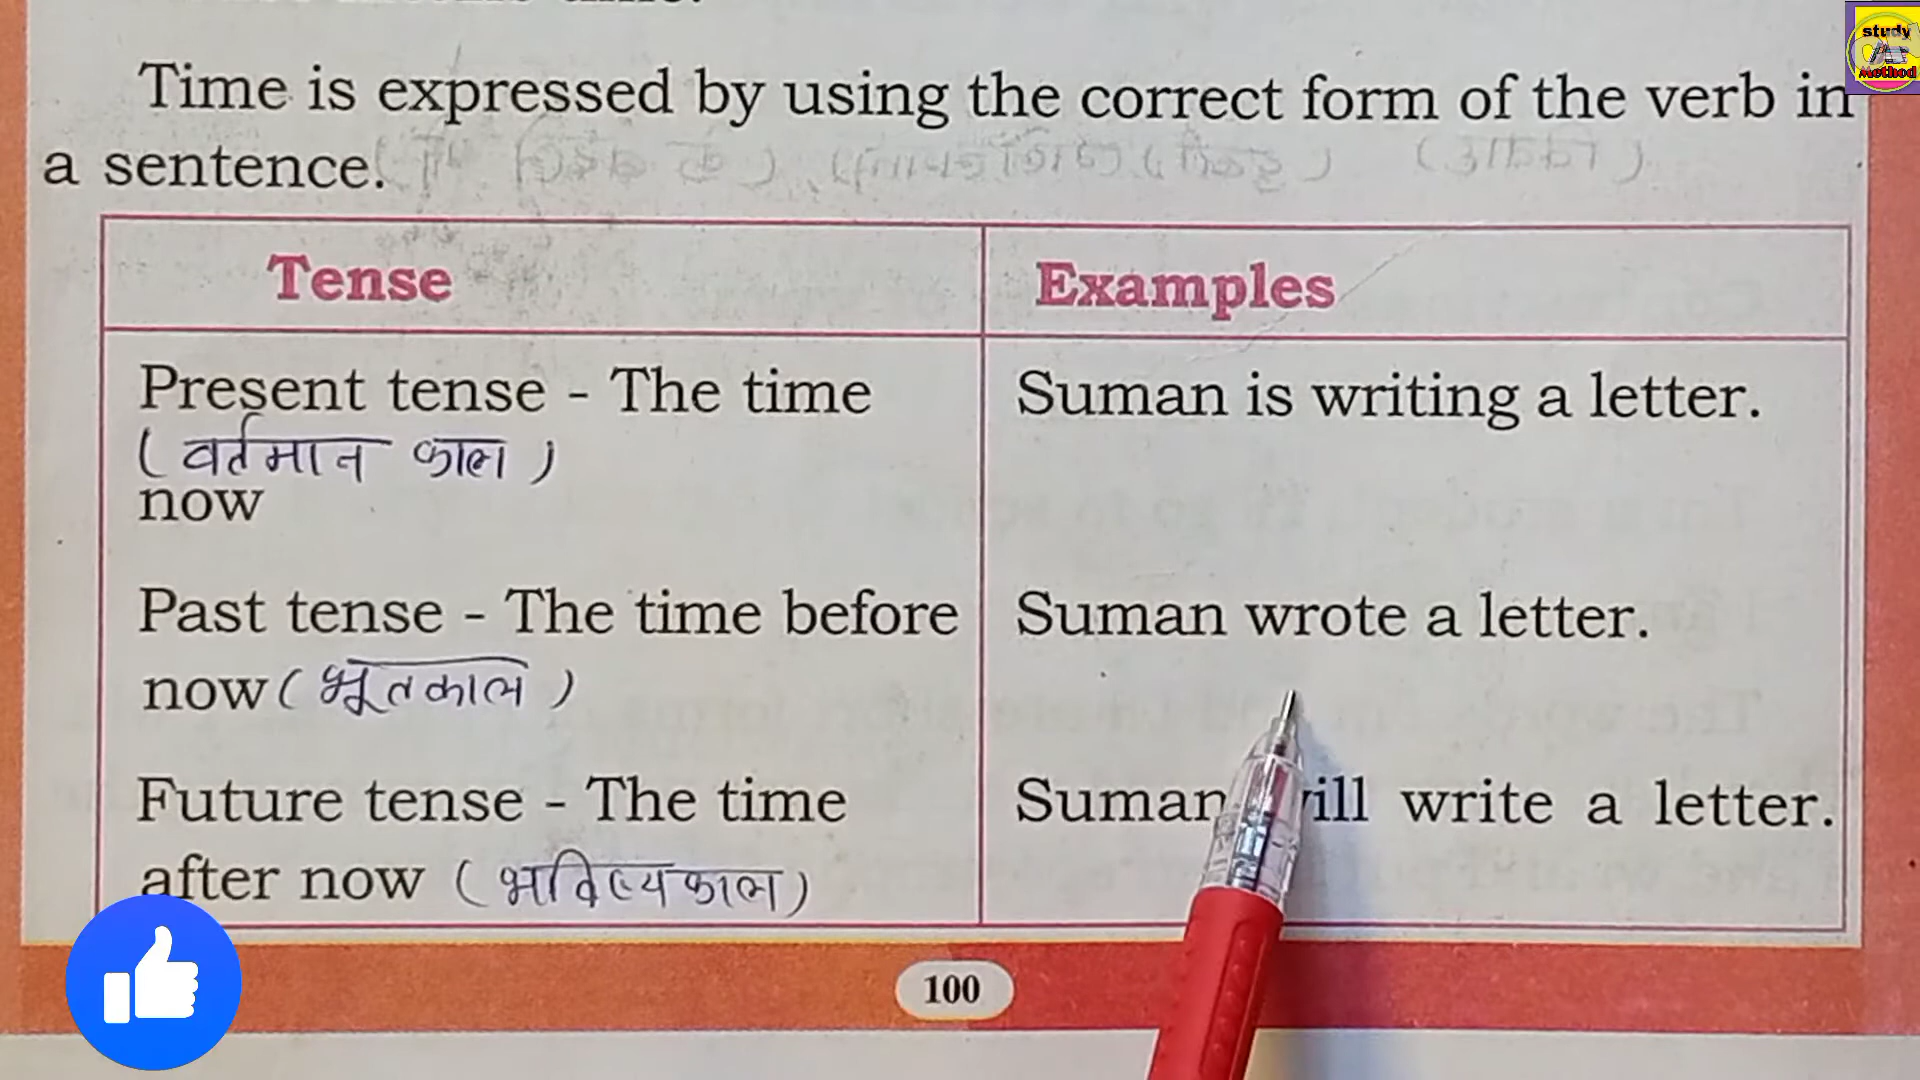 Time is expressed by using the correct form of the verb in
a sentence.
Tense
Examples
Present tense - The time
Suman is writing a letter.
(वर्तमान काल)
now
Past tense - The time before
Suman wrote a letter.
now (भूतकाल)
Future tense - The time
Suman will write a letter.
after now (भविष्यकाल)
100
study
Method